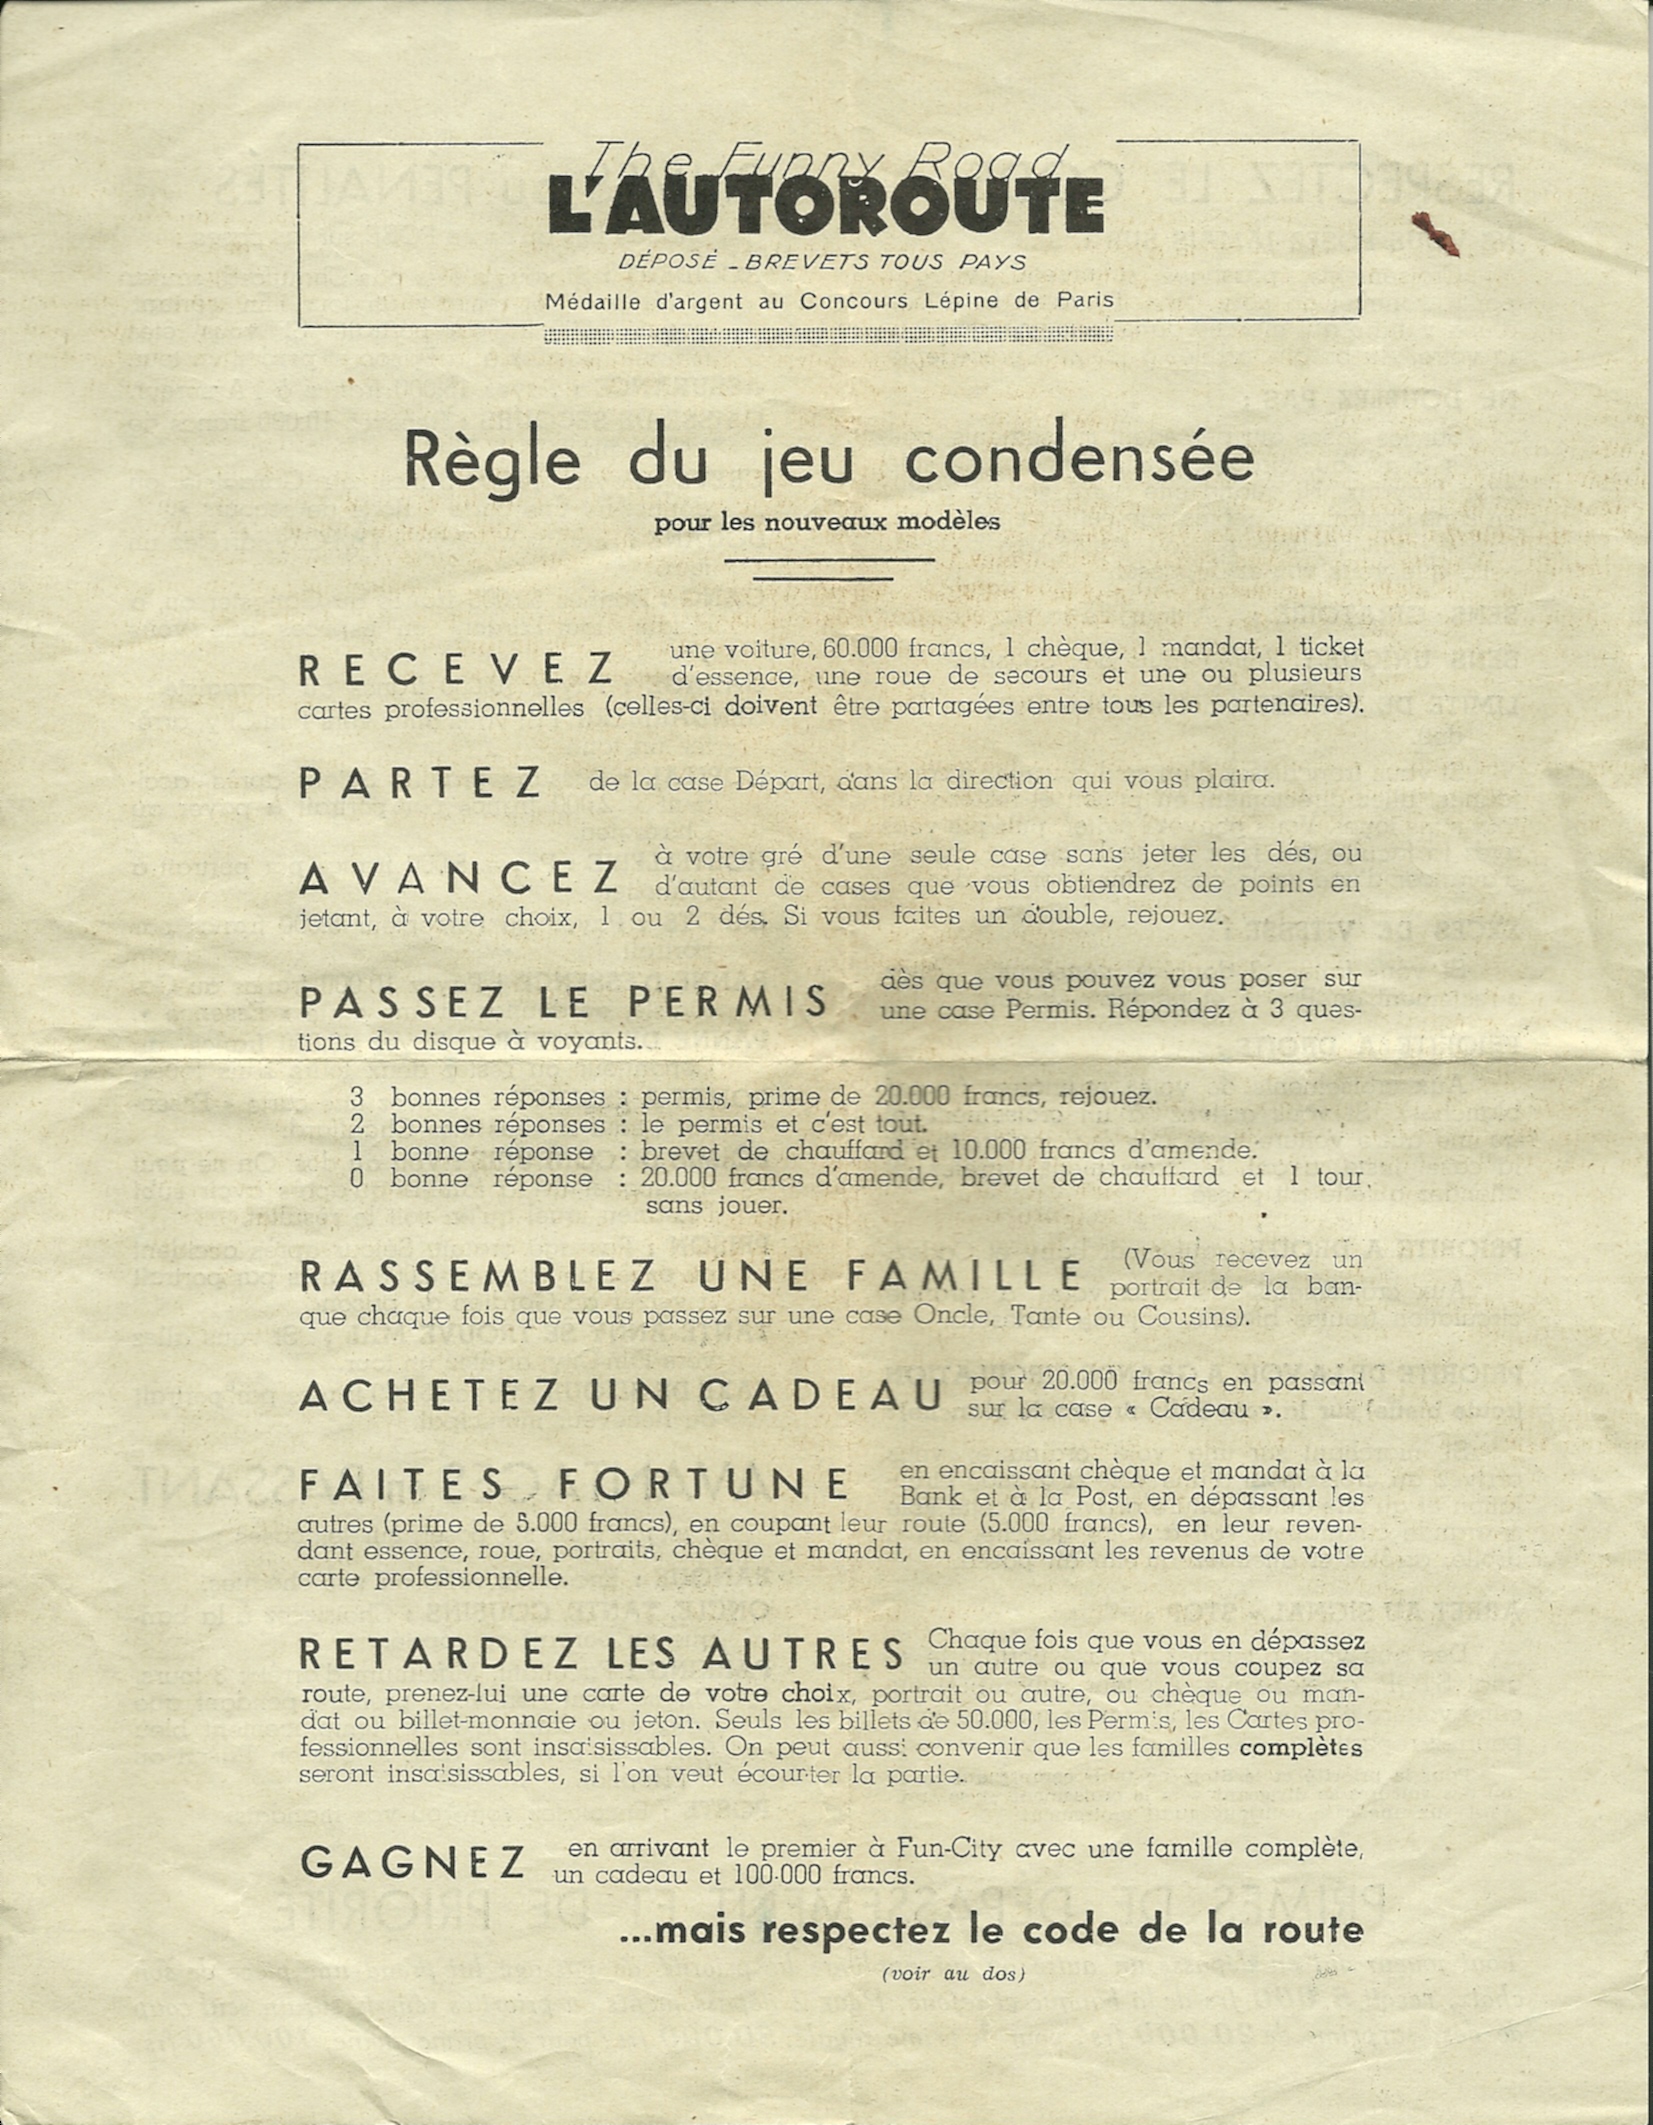 The Funny Road
L'AUTOROUTE
DÉPOSÉ - BREVETS TOUS PAYS
Médaille d'argent au Concours Lépine de Paris
Règle du jeu condensée
pour les nouveaux modèles
RECEVEZ une voiture, 60.000 francs, 1 chèque, 1 mandat, 1 ticket
d'essence, une roue de secours et une ou plusieurs
cartes professionnelles (celles-ci doivent être partagées entre tous les partenaires).
PARTEZ de la case Départ, dans la direction qui vous plaira.
AVANCEZ à votre gré d'une seule case sans jeter les dés, ou
d'autant de cases que vous obtiendrez de points en
jetant, à votre choix, 1 ou 2 dés. Si vous faites un double, rejouez.
PASSEZ LE PERMIS dès que vous pouvez vous poser sur
une case Permis. Répondez à 3 ques-
tions du disque à voyants.
3 bonnes réponses : permis, prime de 20.000 francs, rejouez.
2 bonnes réponses : le permis et c'est tout.
1 bonne réponse : brevet de chauffard et 10.000 francs d'amende.
0 bonne réponse : 20.000 francs d'amende, brevet de chauffard et 1 tour
sans jouer.
RASSEMBLEZ UNE FAMILLE (Vous recevez un
portrait de la ban-
que chaque fois que vous passez sur une case Oncle, Tante ou Cousins).
ACHETEZ UN CADEAU pour 20.000 francs en passant
sur la case « Cadeau ».
FAITES FORTUNE en encaissant chèque et mandat à la
Bank et à la Post, en dépassant les
autres (prime de 5.000 francs), en coupant leur route (5.000 francs), en leur reven-
dant essence, roue, portraits, chèque et mandat, en encaissant les revenus de votre
carte professionnelle.
RETARDEZ LES AUTRES Chaque fois que vous en dépassez
un autre ou que vous coupez sa
route, prenez-lui une carte de votre choix, portrait ou autre, ou chèque ou man-
dat ou billet-monnaie ou jeton. Seuls les billets de 50.000, les Permis, les Cartes pro-
fessionnelles sont insaisissables. On peut aussi convenir que les familles complètes
seront insaisissables, si l'on veut écourter la partie.
GAGNEZ en arrivant le premier à Fun-City avec une famille complète,
un cadeau et 100.000 francs.
...mais respectez le code de la route
(voir au dos)